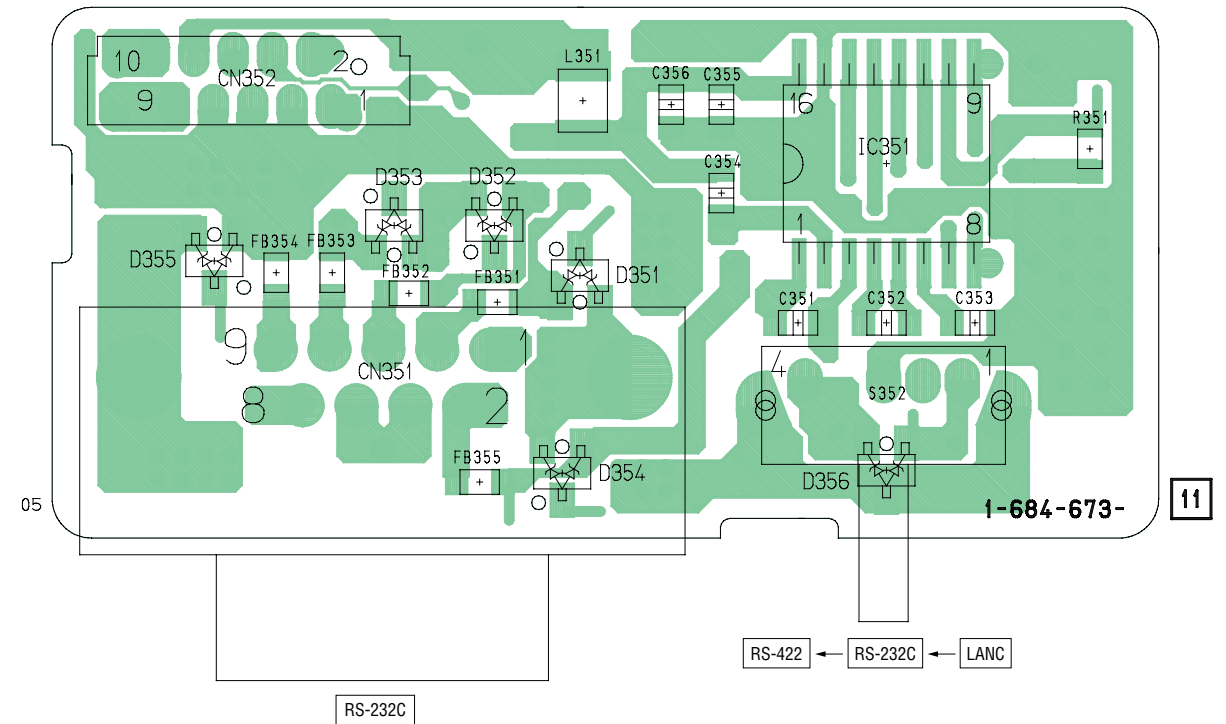 10
2
CN352
9
1
L351
C356
C355
16
9
IC351
R351
C354
1
8
D353
D352
D355
FB354
FB353
FB352
FB351
D351
C351
C352
C353
9
1
CN351
8
2
4
1
S352
FB355
D354
D356
05
1-684-673-
11
RS-422
RS-232C
LANC
RS-232C